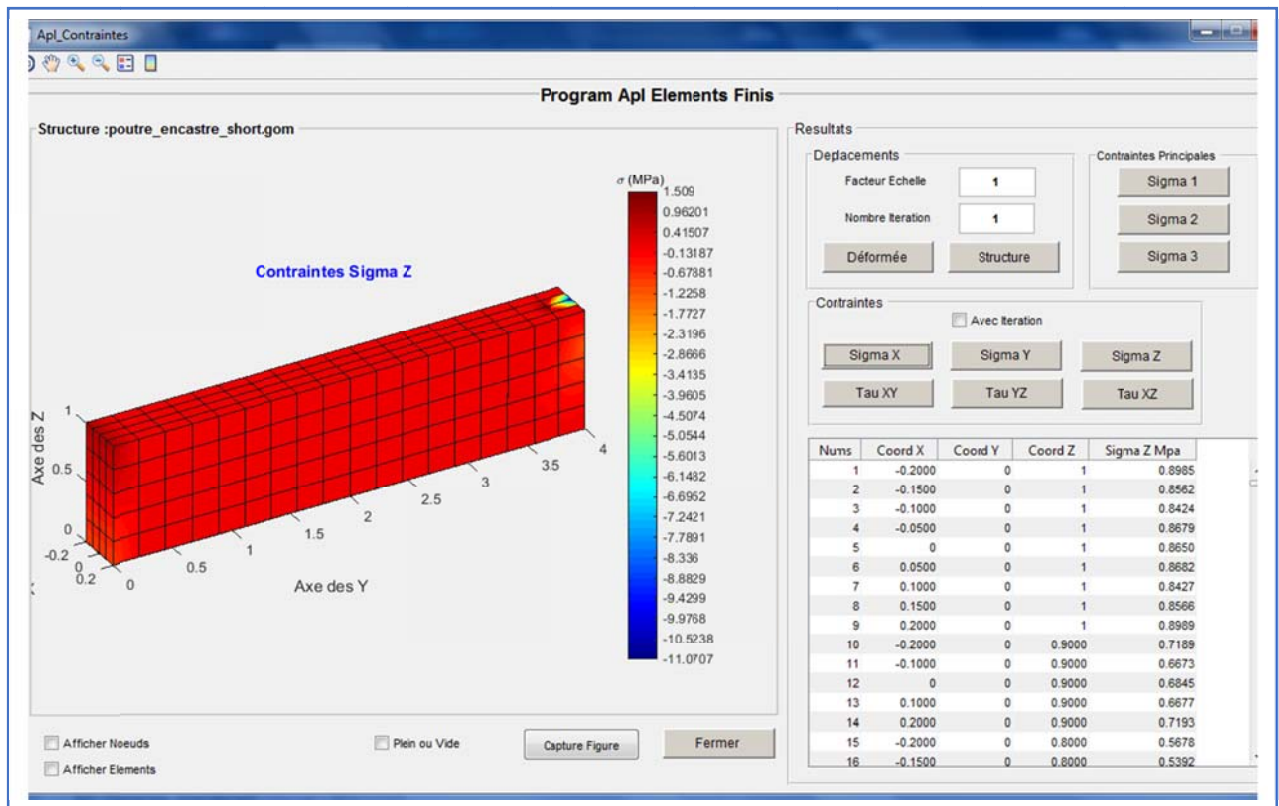 Apl_Contraintes
Program Apl Elements Finis
Structure :poutre_encastre_short.gom
σ (MPa)
1.509
0.96201
0.41507
-0.13187
-0.67881
-1.2258
-1.7727
-2.3196
-2.8666
-3.4135
-3.9605
-4.5074
-5.0544
-5.6013
-6.1482
-6.6962
-7.2421
-7.7891
-8.336
-8.8829
-9.4299
-9.9768
-10.5238
-11.0707
Contraintes Sigma Z
Axe des Z
1
0.5
0
-0.2
0
0.2
0
0.5
1
1.5
2
2.5
3
35
4
Axe des Y
Afficher Noeuds
Afficher Elements
Plein ou Vide
Capture Figure
Fermer
Resultats
Deplacements
Facteur Echelle 1
Nombre Iteration 1
Déformée Structure
Contraintes Principales
Sigma 1
Sigma 2
Sigma 3
Contraintes
Avec Iteration
Sigma X Sigma Y Sigma Z
Tau XY Tau YZ Tau XZ
Nums Coord X Coord Y Coord Z Sigma Z Mpa
1 -0.2000 0 1 0.8985
2 -0.1500 0 1 0.8562
3 -0.1000 0 1 0.8424
4 -0.0500 0 1 0.8679
5 0 0 1 0.8650
6 0.0500 0 1 0.8682
7 0.1000 0 1 0.8427
8 0.1500 0 1 0.8566
9 0.2000 0 1 0.8989
10 -0.2000 0 0.9000 0.7189
11 -0.1000 0 0.9000 0.6673
12 0 0 0.9000 0.6845
13 0.1000 0 0.9000 0.6677
14 0.2000 0 0.9000 0.7193
15 -0.2000 0 0.8000 0.5678
16 -0.1500 0 0.8000 0.5392